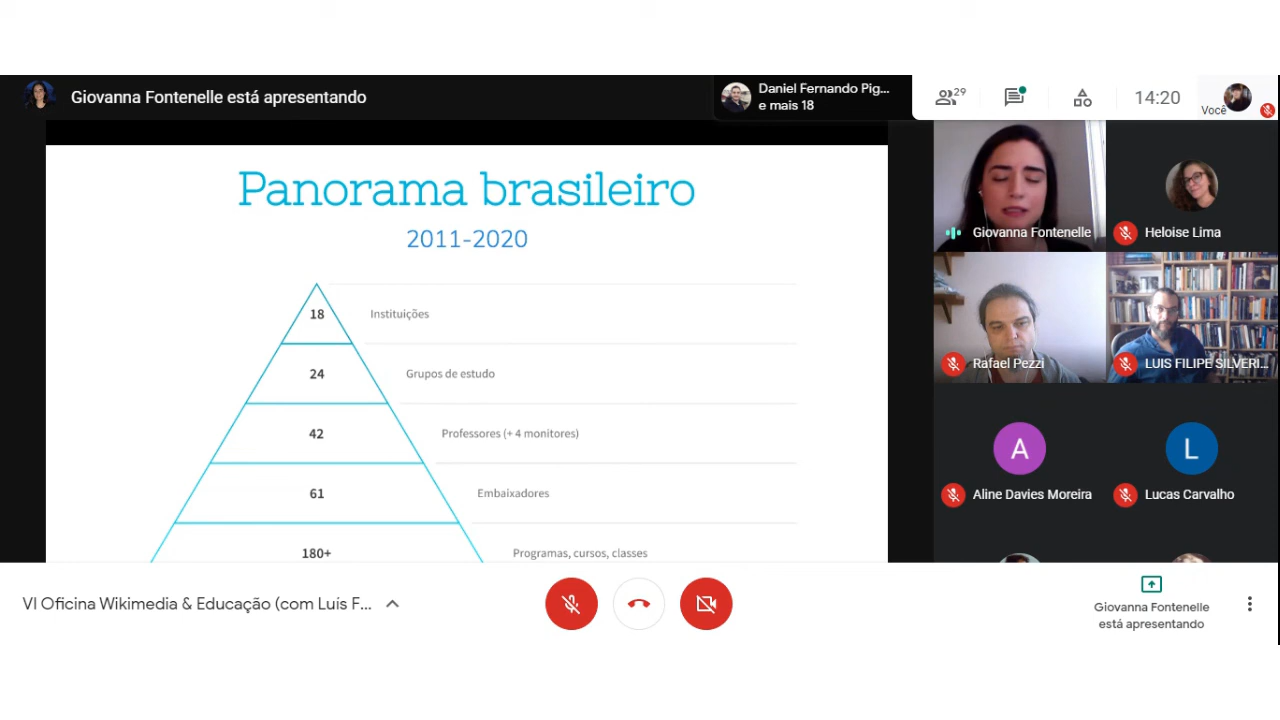 Giovanna Fontenelle está apresentando
Daniel Fernando Pig...
e mais 18
29
14:20
Você
Panorama brasileiro
2011-2020
18 Instituições
24 Grupos de estudo
42 Professores (+ 4 monitores)
61 Embaixadores
180+ Programas, cursos, classes
Giovanna Fontenelle
Heloise Lima
Rafael Pezzi
LUIS FILIPE SILVERI...
A
L
Aline Davies Moreira
Lucas Carvalho
VI Oficina Wikimedia & Educação (com Luís F...
Giovanna Fontenelle
está apresentando